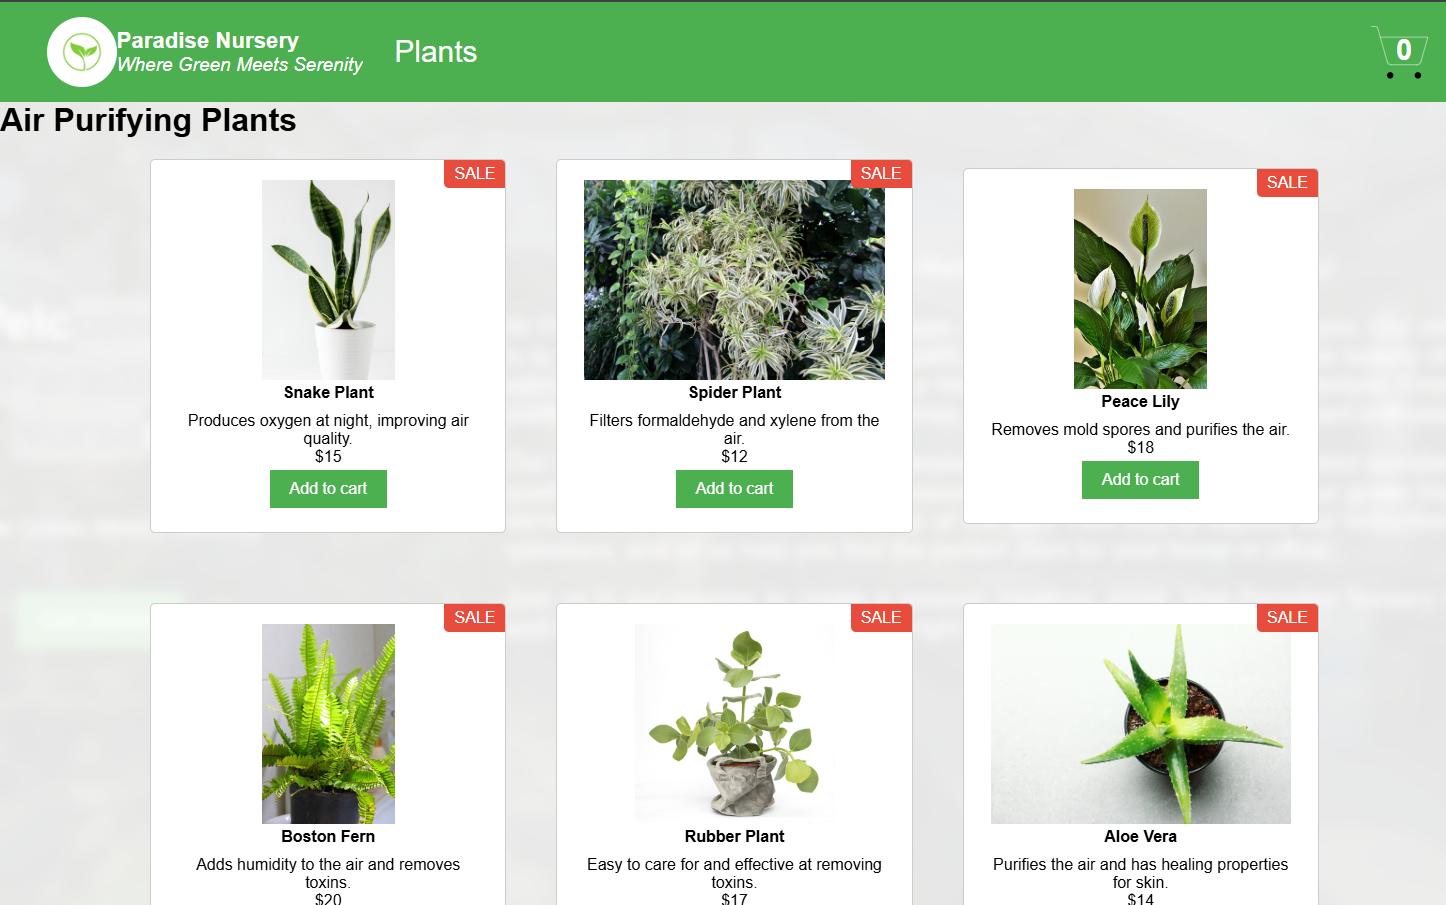 Paradise Nursery
Where Green Meets Serenity
Plants
0
Air Purifying Plants
SALE
Snake Plant
Produces oxygen at night, improving air
quality.
$15
Add to cart
SALE
Spider Plant
Filters formaldehyde and xylene from the
air.
$12
Add to cart
SALE
Peace Lily
Removes mold spores and purifies the air.
$18
Add to cart
SALE
Boston Fern
Adds humidity to the air and removes
toxins.
$20
SALE
Rubber Plant
Easy to care for and effective at removing
toxins.
$17
SALE
Aloe Vera
Purifies the air and has healing properties
for skin.
$14